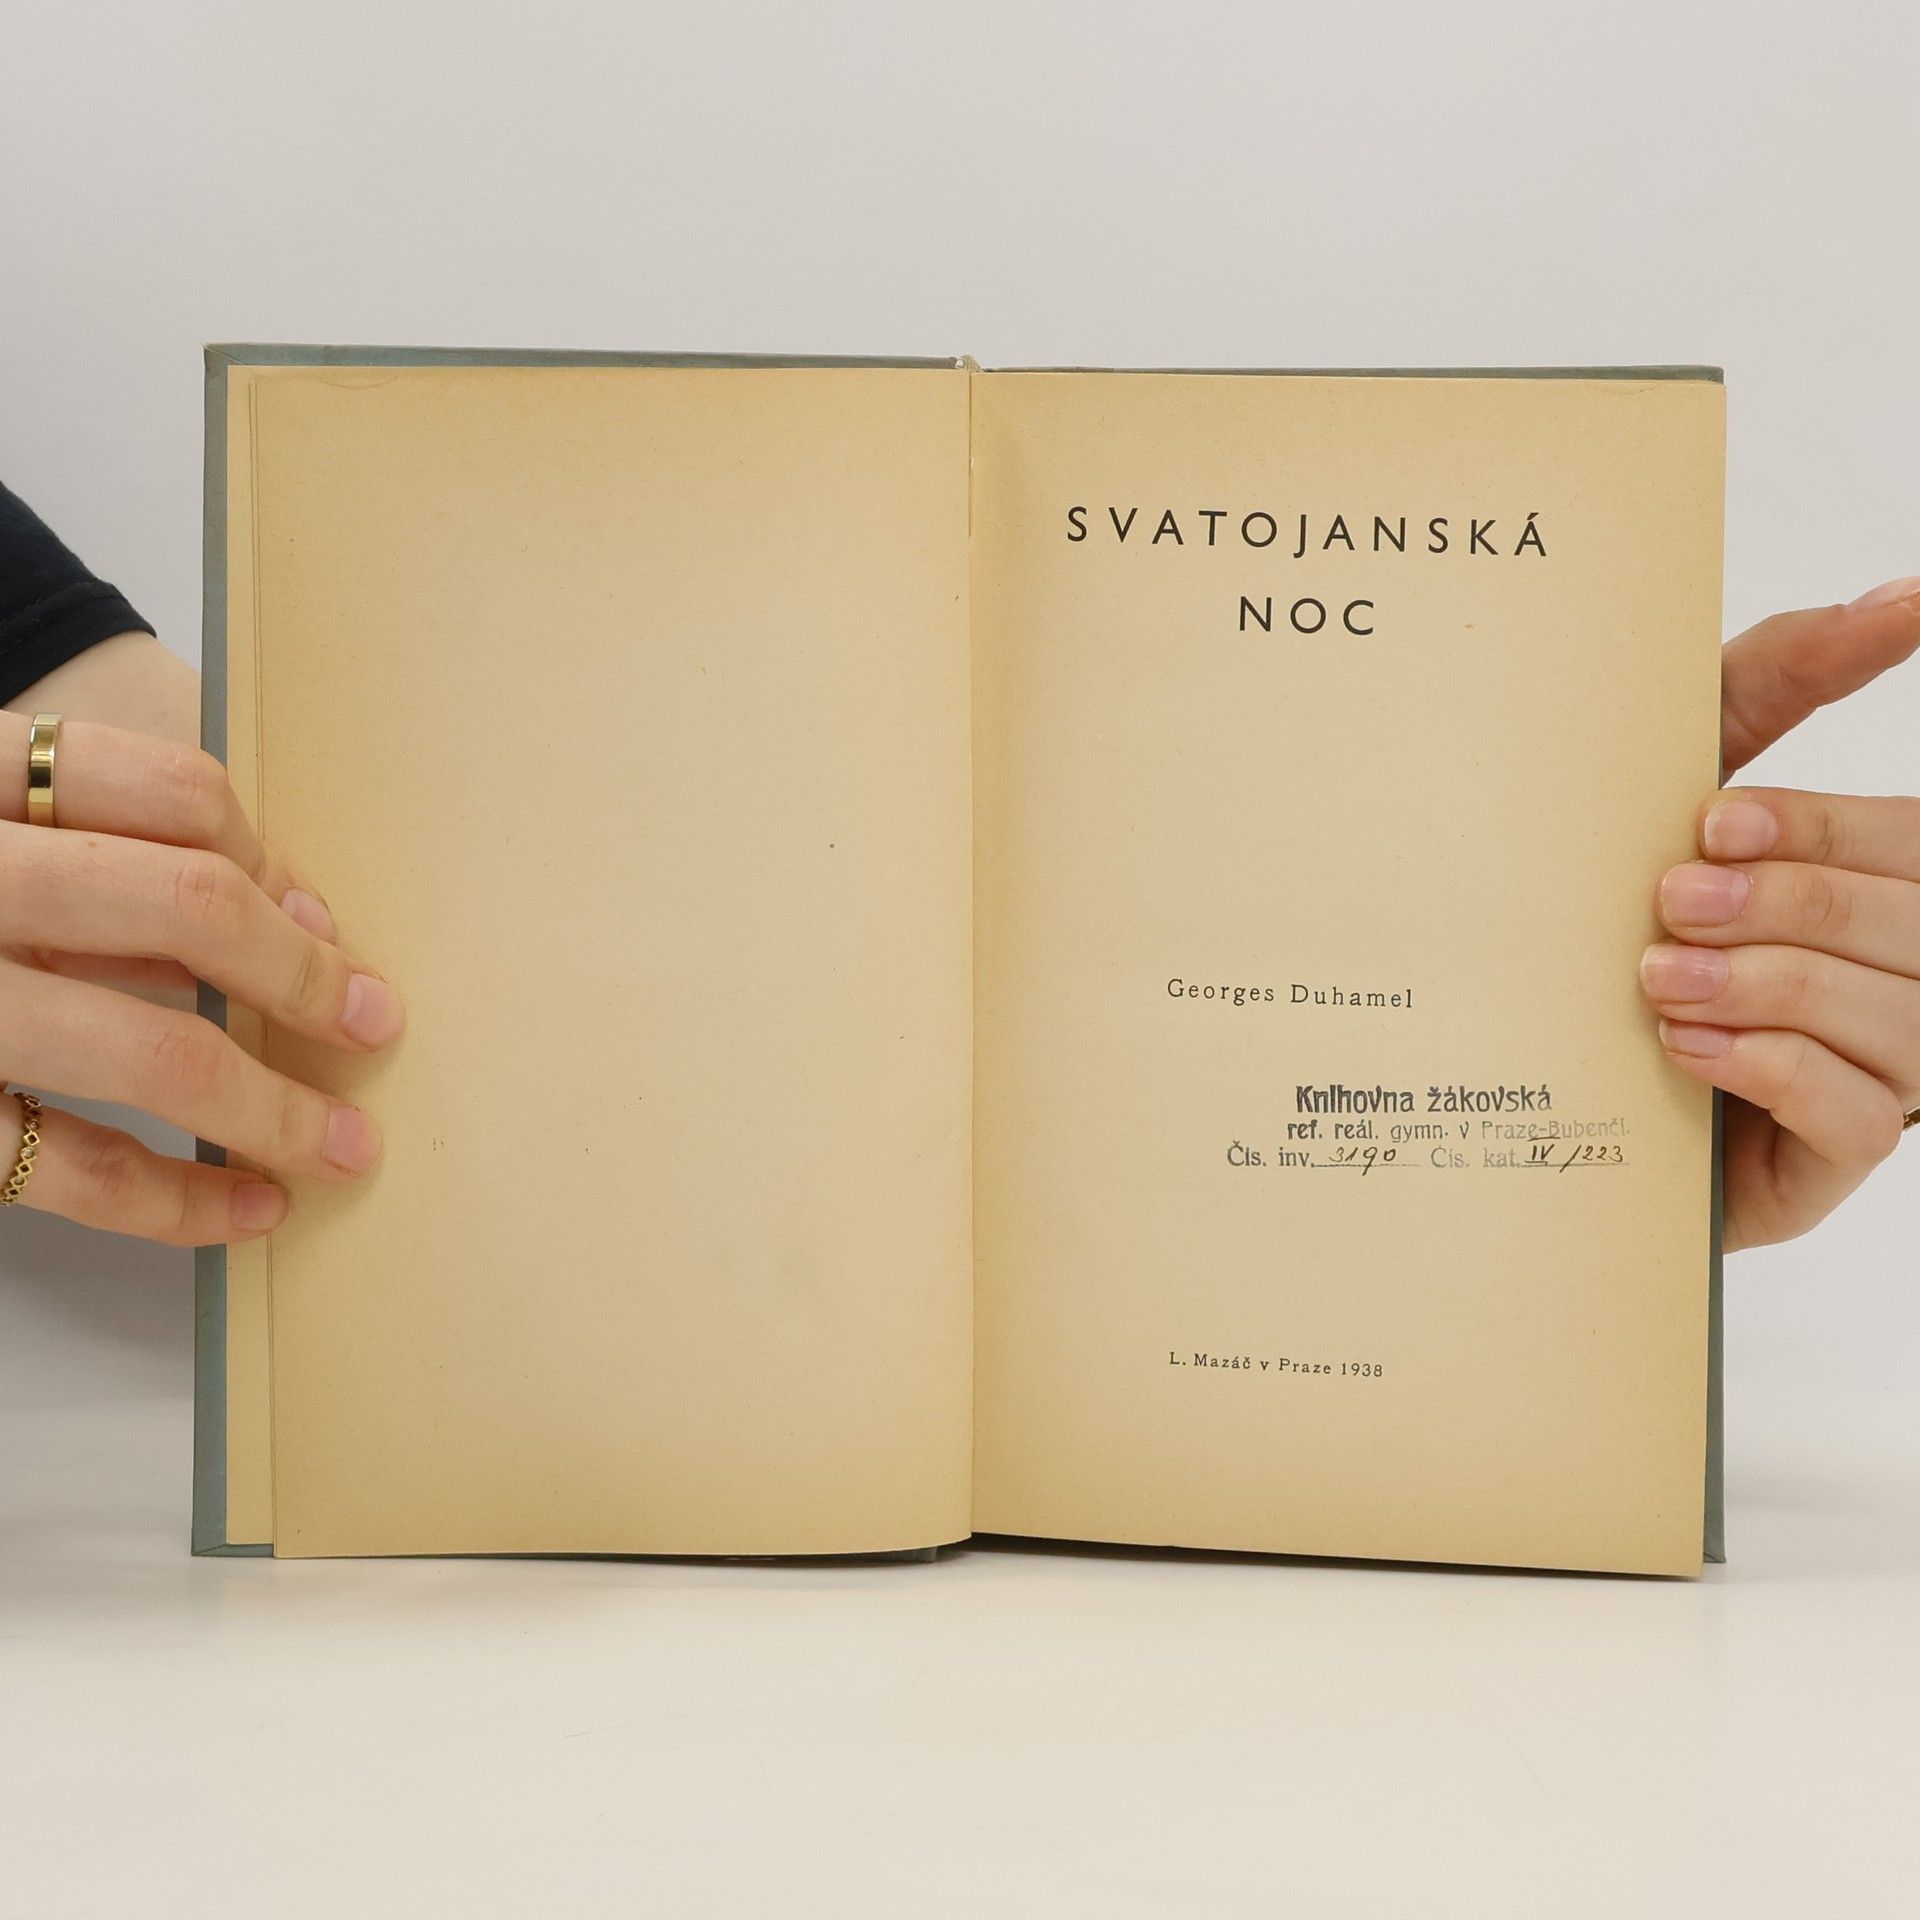 SVATOJANSKÁ
NOC
Georges Duhamel
Knihovna žákovská
ref. reál. gymn. v Praze-Bubenči.
Čís. inv. 3190 Čís. kat. IV/223
L. Mazáč v Praze 1938